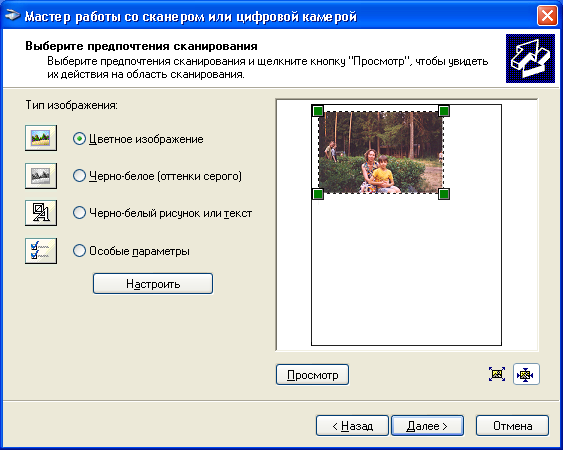 Мастер работы со сканером или цифровой камерой
Выберите предпочтения сканирования
Выберите предпочтения сканирования и щелкните кнопку "Просмотр", чтобы увидеть
их действия на область сканирования.
Тип изображения:
Цветное изображение
Черно-белое (оттенки серого)
Черно-белый рисунок или текст
Особые параметры
Настроить
Просмотр
< Назад
Далее >
Отмена